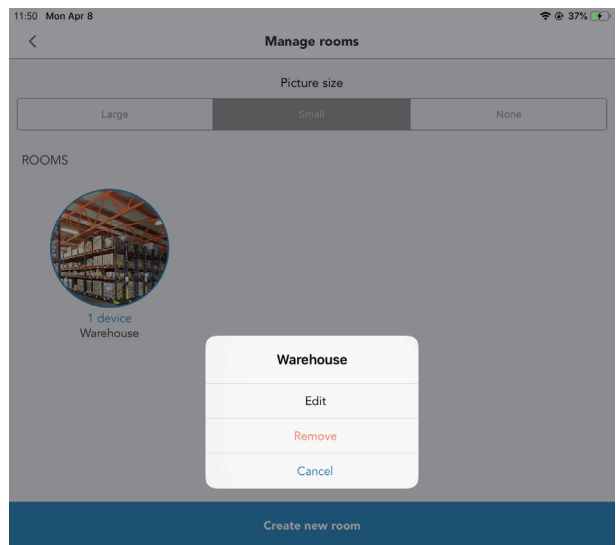 11:50 Mon Apr 8 37%
Manage rooms
Picture size
Large Small None
ROOMS
1 device
Warehouse
Warehouse
Edit
Remove
Cancel
Create new room